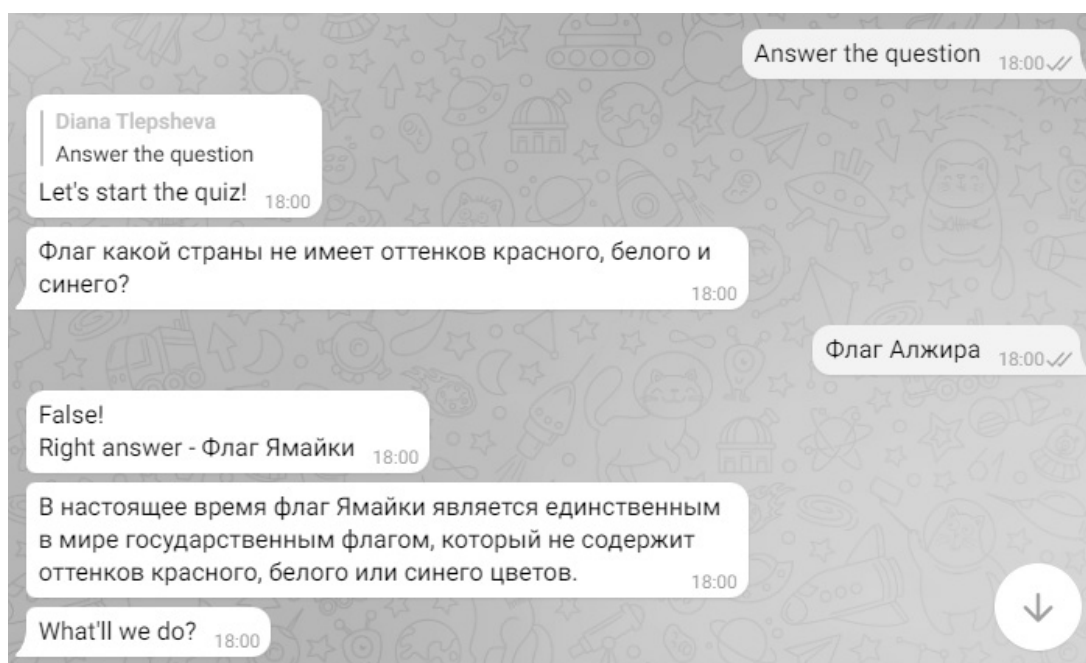 Answer the question 18:00
Diana Tlepsheva
Answer the question
Let's start the quiz! 18:00
Флаг какой страны не имеет оттенков красного, белого и
синего? 18:00
Флаг Алжира 18:00
False!
Right answer - Флаг Ямайки 18:00
В настоящее время флаг Ямайки является единственным
в мире государственным флагом, который не содержит
оттенков красного, белого или синего цветов. 18:00
What'll we do? 18:00